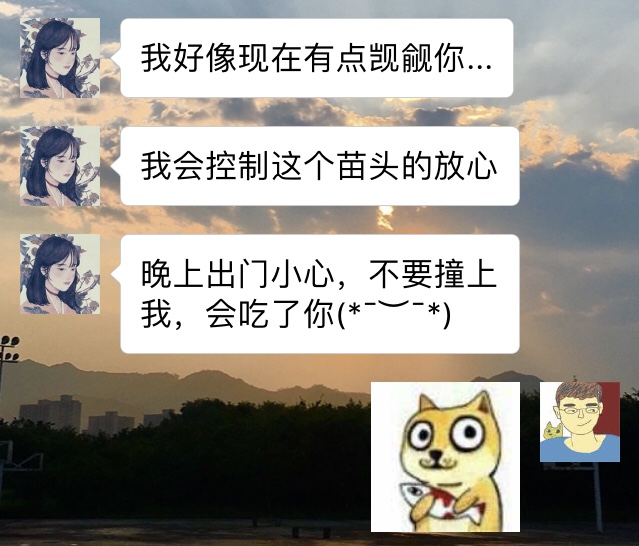 我好像现在有点觊觎你...
我会控制这个苗头的放心
晚上出门小心，不要撞上
我，会吃了你(*¯︶¯*)